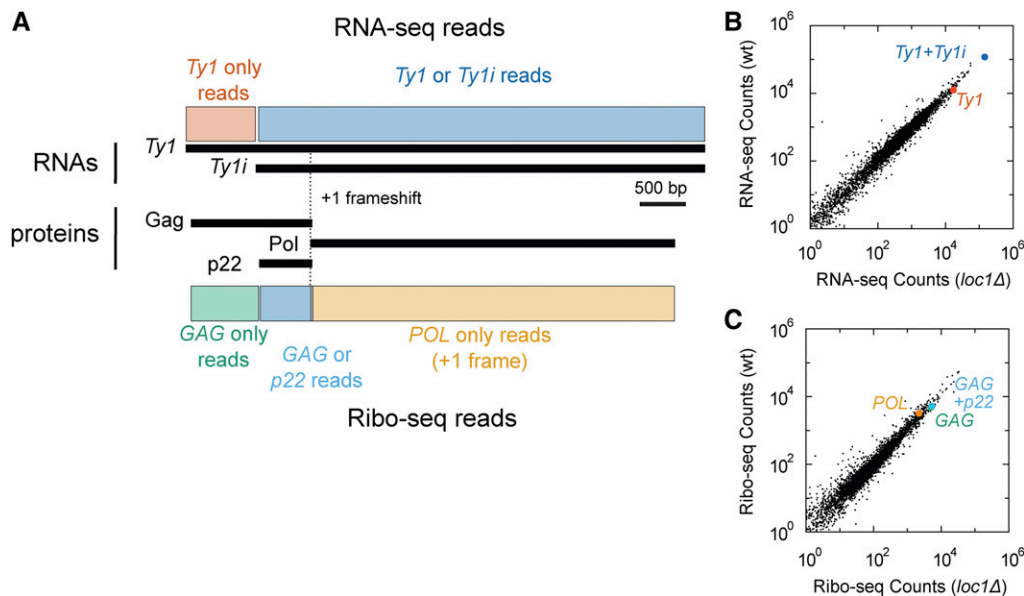 A
RNA-seq reads
Ty1 only
reads
Ty1 or Ty1i reads
Ty1
Ty1i
RNAs
500 bp
+1 frameshift
Gag
proteins
Pol
p22
GAG only
reads
GAG or
p22 reads
POL only reads
(+1 frame)
Ribo-seq reads
B
RNA-seq Counts (wt)
10^6
10^4
10^2
10^0
Ty1+Ty1i
Ty1
10^0
10^2
10^4
10^6
RNA-seq Counts (loc1Δ)
C
Ribo-seq Counts (wt)
10^6
10^4
10^2
10^0
POL
GAG
+p22
GAG
10^0
10^2
10^4
10^6
Ribo-seq Counts (loc1Δ)